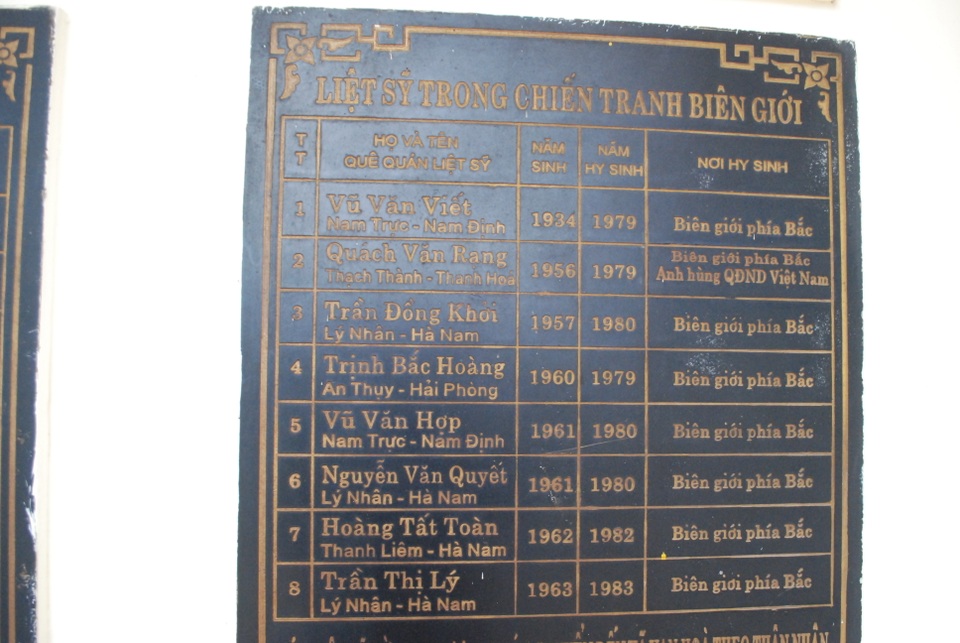 LIỆT SỸ TRONG CHIẾN TRANH BIÊN GIỚI
TT HỌ VÀ TÊN QUÊ QUÁN LIỆT SỸ NĂM SINH NĂM HY SINH NƠI HY SINH
1 Vũ Văn Viết 1934 1979 Biên giới phía Bắc
Nam Trực - Nam Định
2 Quách Văn Rạng 1956 1979 Biên giới phía Bắc
Thạch Thành - Thanh Hóa Anh hùng QĐND Việt Nam
3 Trần Đồng Khởi 1957 1980 Biên giới phía Bắc
Lý Nhân - Hà Nam
4 Trịnh Bắc Hoàng 1960 1979 Biên giới phía Bắc
An Thụy - Hải Phòng
5 Vũ Văn Hợp 1961 1980 Biên giới phía Bắc
Nam Trực - Nam Định
6 Nguyễn Văn Quyết 1961 1980 Biên giới phía Bắc
Lý Nhân - Hà Nam
7 Hoàng Tất Toàn 1962 1982 Biên giới phía Bắc
Thanh Liêm - Hà Nam
8 Trần Thị Lý 1963 1983 Biên giới phía Bắc
Lý Nhân - Hà Nam
THEO THÂN NHÂN